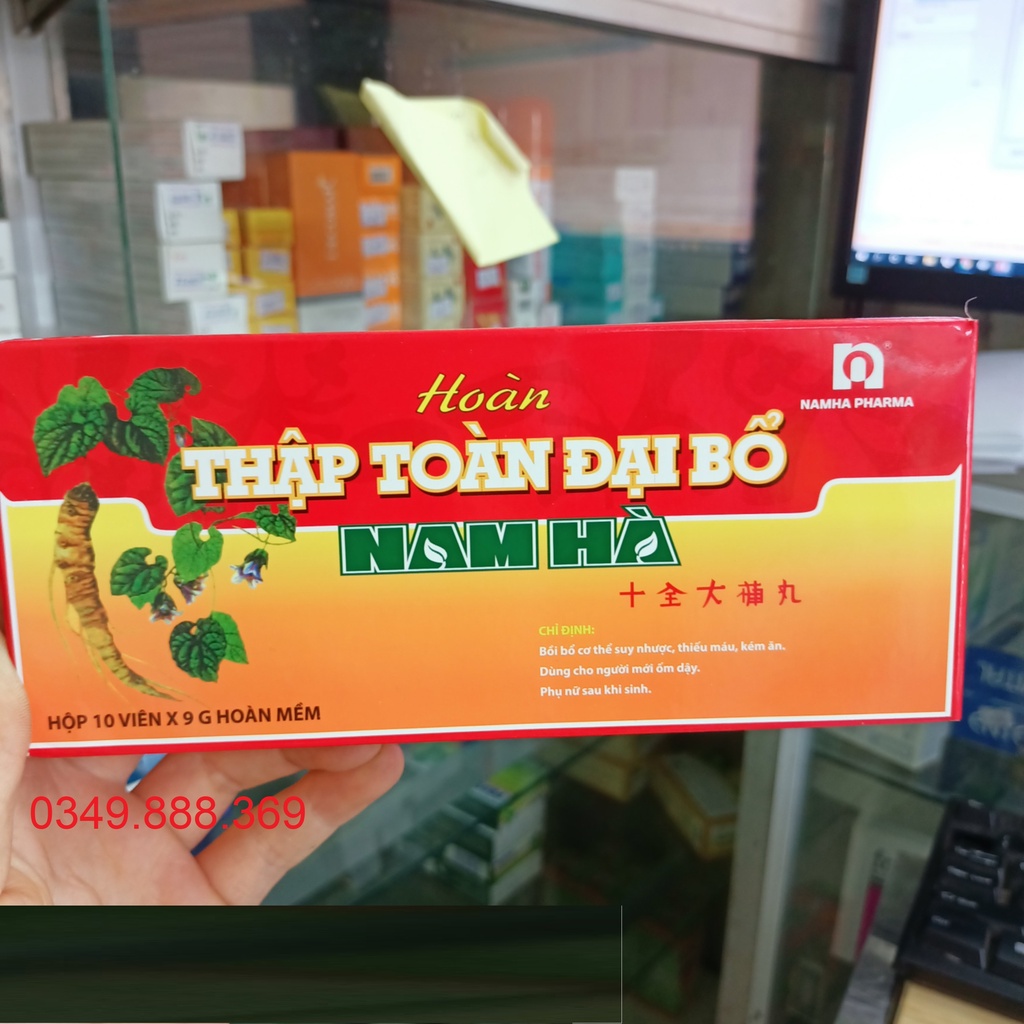 NAMHA PHARMA
Hoàn
THẬP TOÀN ĐẠI BỔ
NAM HÀ
十全大補丸
CHỈ ĐỊNH:
Bồi bổ cơ thể suy nhược, thiếu máu, kém ăn.
Dùng cho người mới ốm dậy.
Phụ nữ sau khi sinh.
HỘP 10 VIÊN X 9 G HOÀN MỀM
0349.888.369